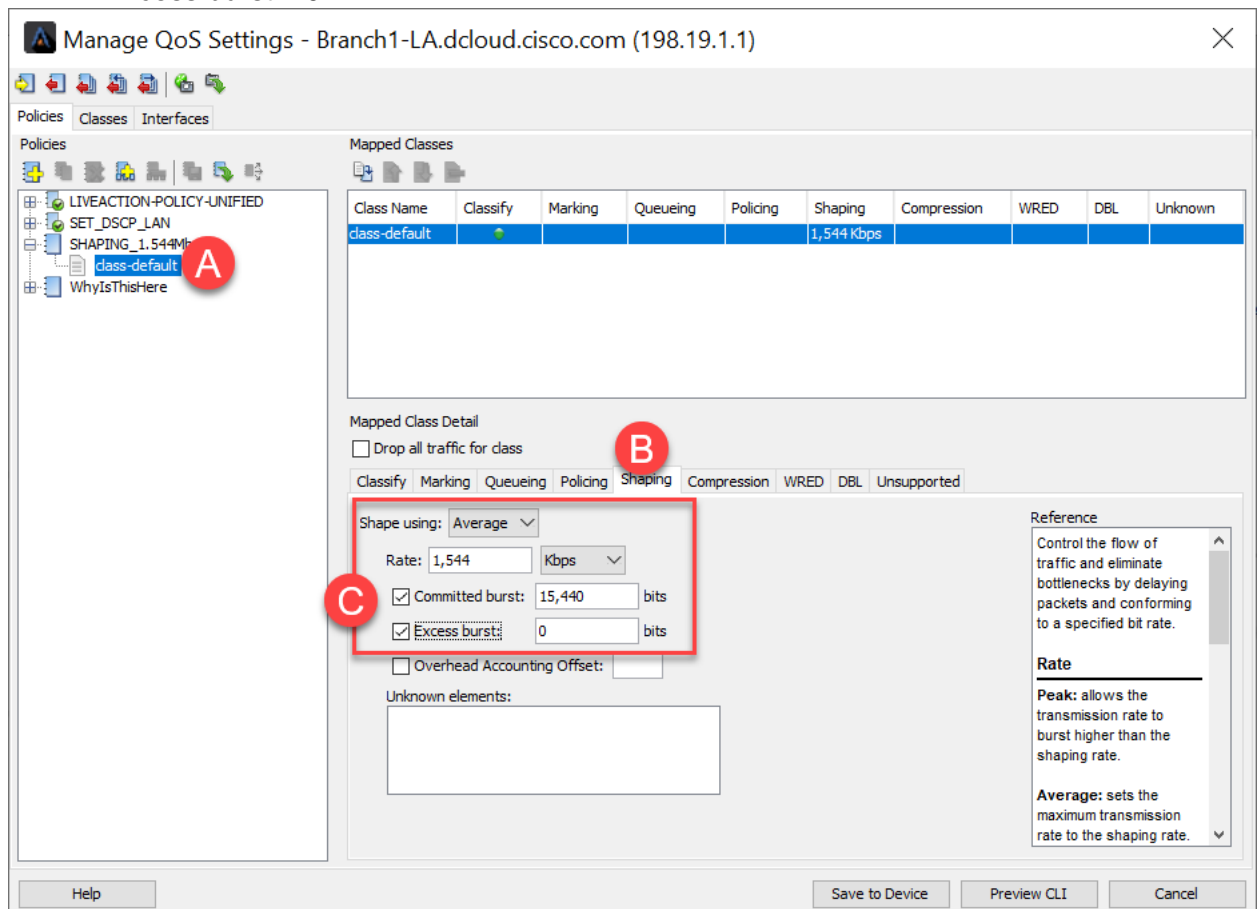 Manage QoS Settings - Branch1-LA.dcloud.cisco.com (198.19.1.1)
Policies Classes Interfaces
Policies
LIVEACTION-POLICY-UNIFIED
SET_DSCP_LAN
SHAPING_1.544Mb
class-default
A
WhyIsThisHere
Mapped Classes
Class Name Classify Marking Queueing Policing Shaping Compression WRED DBL Unknown
class-default 1,544 Kbps
Mapped Class Detail
Drop all traffic for class
B
Classify Marking Queueing Policing Shaping Compression WRED DBL Unsupported
Shape using: Average
Rate: 1,544 Kbps
C
Committed burst: 15,440 bits
Excess burst: 0 bits
Overhead Accounting Offset:
Unknown elements:
Reference
Control the flow of
traffic and eliminate
bottlenecks by delaying
packets and conforming
to a specified bit rate.
Rate
Peak: allows the
transmission rate to
burst higher than the
shaping rate.
Average: sets the
maximum transmission
rate to the shaping rate.
Help Save to Device Preview CLI Cancel